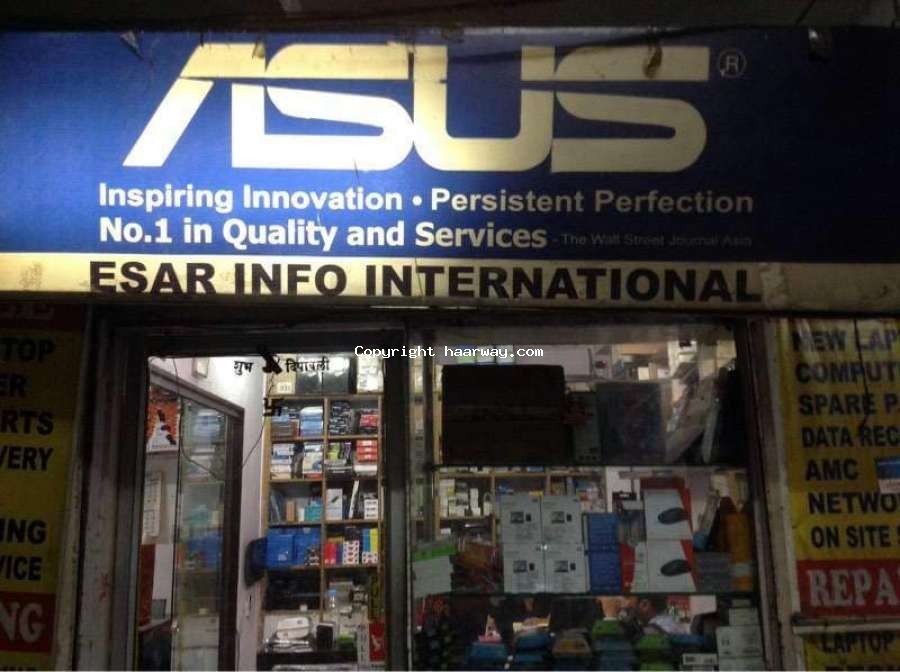 ASUS®
Inspiring Innovation • Persistent Perfection
No.1 in Quality and Services - The Wall Street Journal Asia
ESAR INFO INTERNATIONAL
Copyright haarway.com
शुभ दिपावली
NEW LAP
COMPUT
SPARE P
DATA REC
AMC
NETWO
ON SITE S
REPA
LAPTOP
TOP
ER
RTS
VERY
ING
VICE
NG